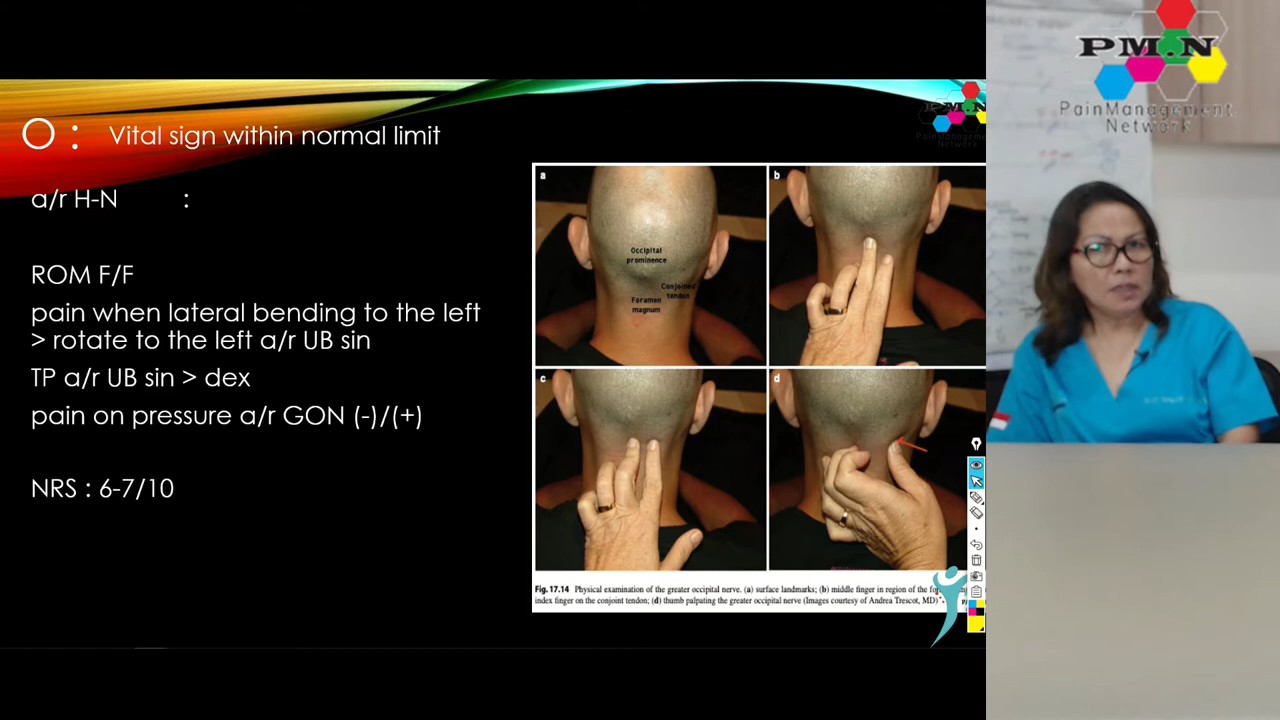 O : Vital sign within normal limit
a/r H-N :
ROM F/F
pain when lateral bending to the left
> rotate to the left a/r UB sin
TP a/r UB sin > dex
pain on pressure a/r GON (-)/(+)
NRS : 6-7/10
a
Occipital
prominence
Conjoined
tendon
Foramen
magnum
b
c
d
Fig. 17.14 Physical examination of the greater occipital nerve. (a) surface landmarks; (b) middle finger in region of the
index finger on the conjoint tendon; (d) thumb palpating the greater occipital nerve (Images courtesy of Andrea Trescot, MD)
PM.N
PainManagement
Network
PM.N
PainManagement
Network